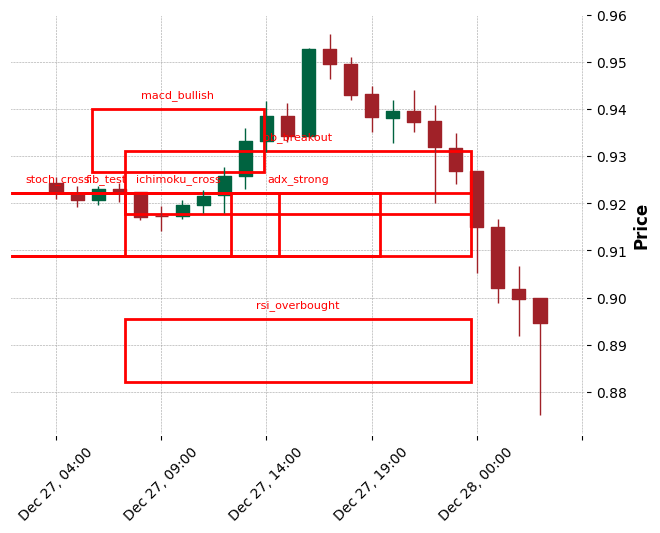 0.96
0.95
macd_bullish
0.94
0.93
stoch_cross
fib_test
ichimoku_cross
adx_strong
0.92
Price
0.91
rsi_overbought
0.90
0.89
0.88
Dec 27, 04:00
Dec 27, 09:00
Dec 27, 14:00
Dec 27, 19:00
Dec 28, 00:00